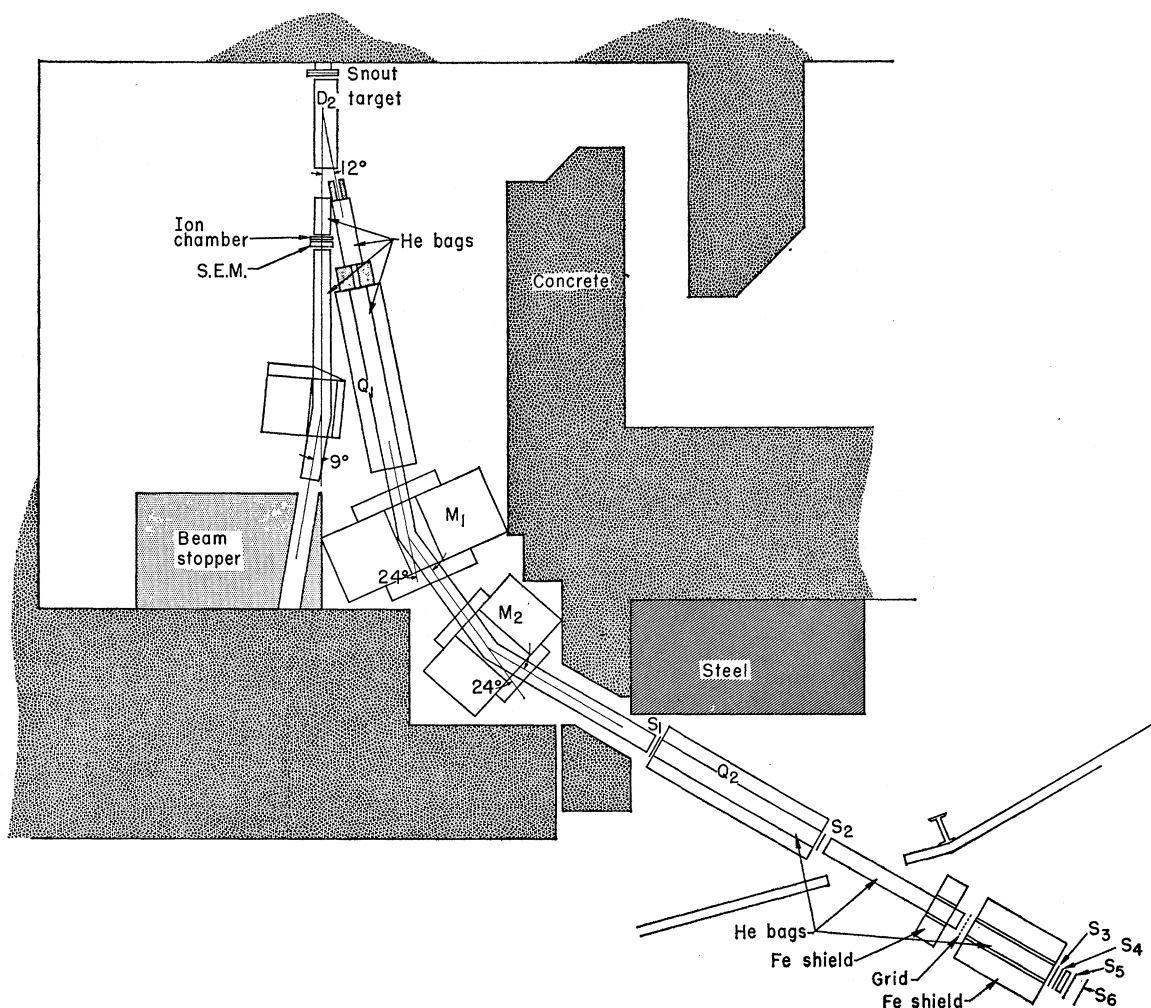 Snout
D2 target
12°
Ion
chamber
He bags
S.E.M.
Concrete
Q1
9°
M1
Beam
stopper
24°
M2
Steel
24°
S1
Q2
S2
He bags
S3
Fe shield
S4
Grid
S5
Fe shield
S6